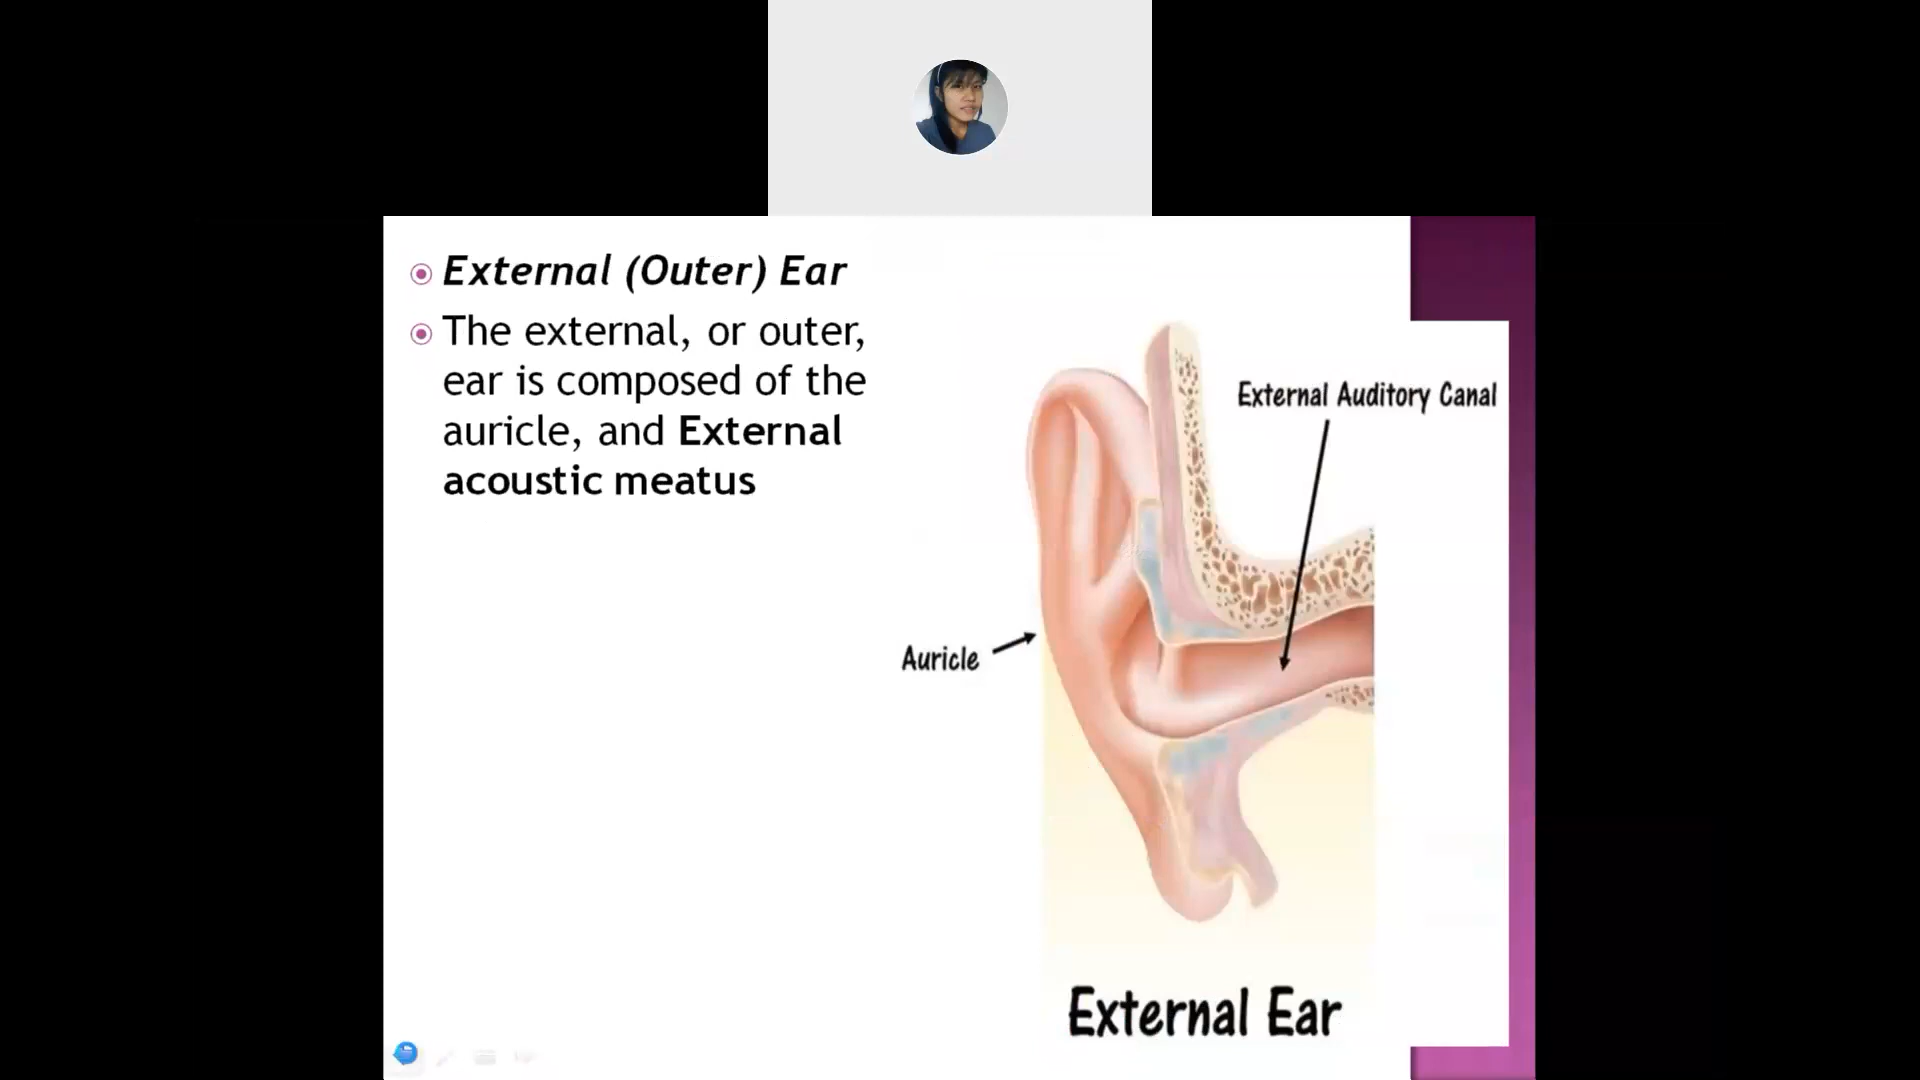 External (Outer) Ear
The external, or outer,
ear is composed of the
auricle, and External
acoustic meatus
External Auditory Canal
Auricle
External Ear